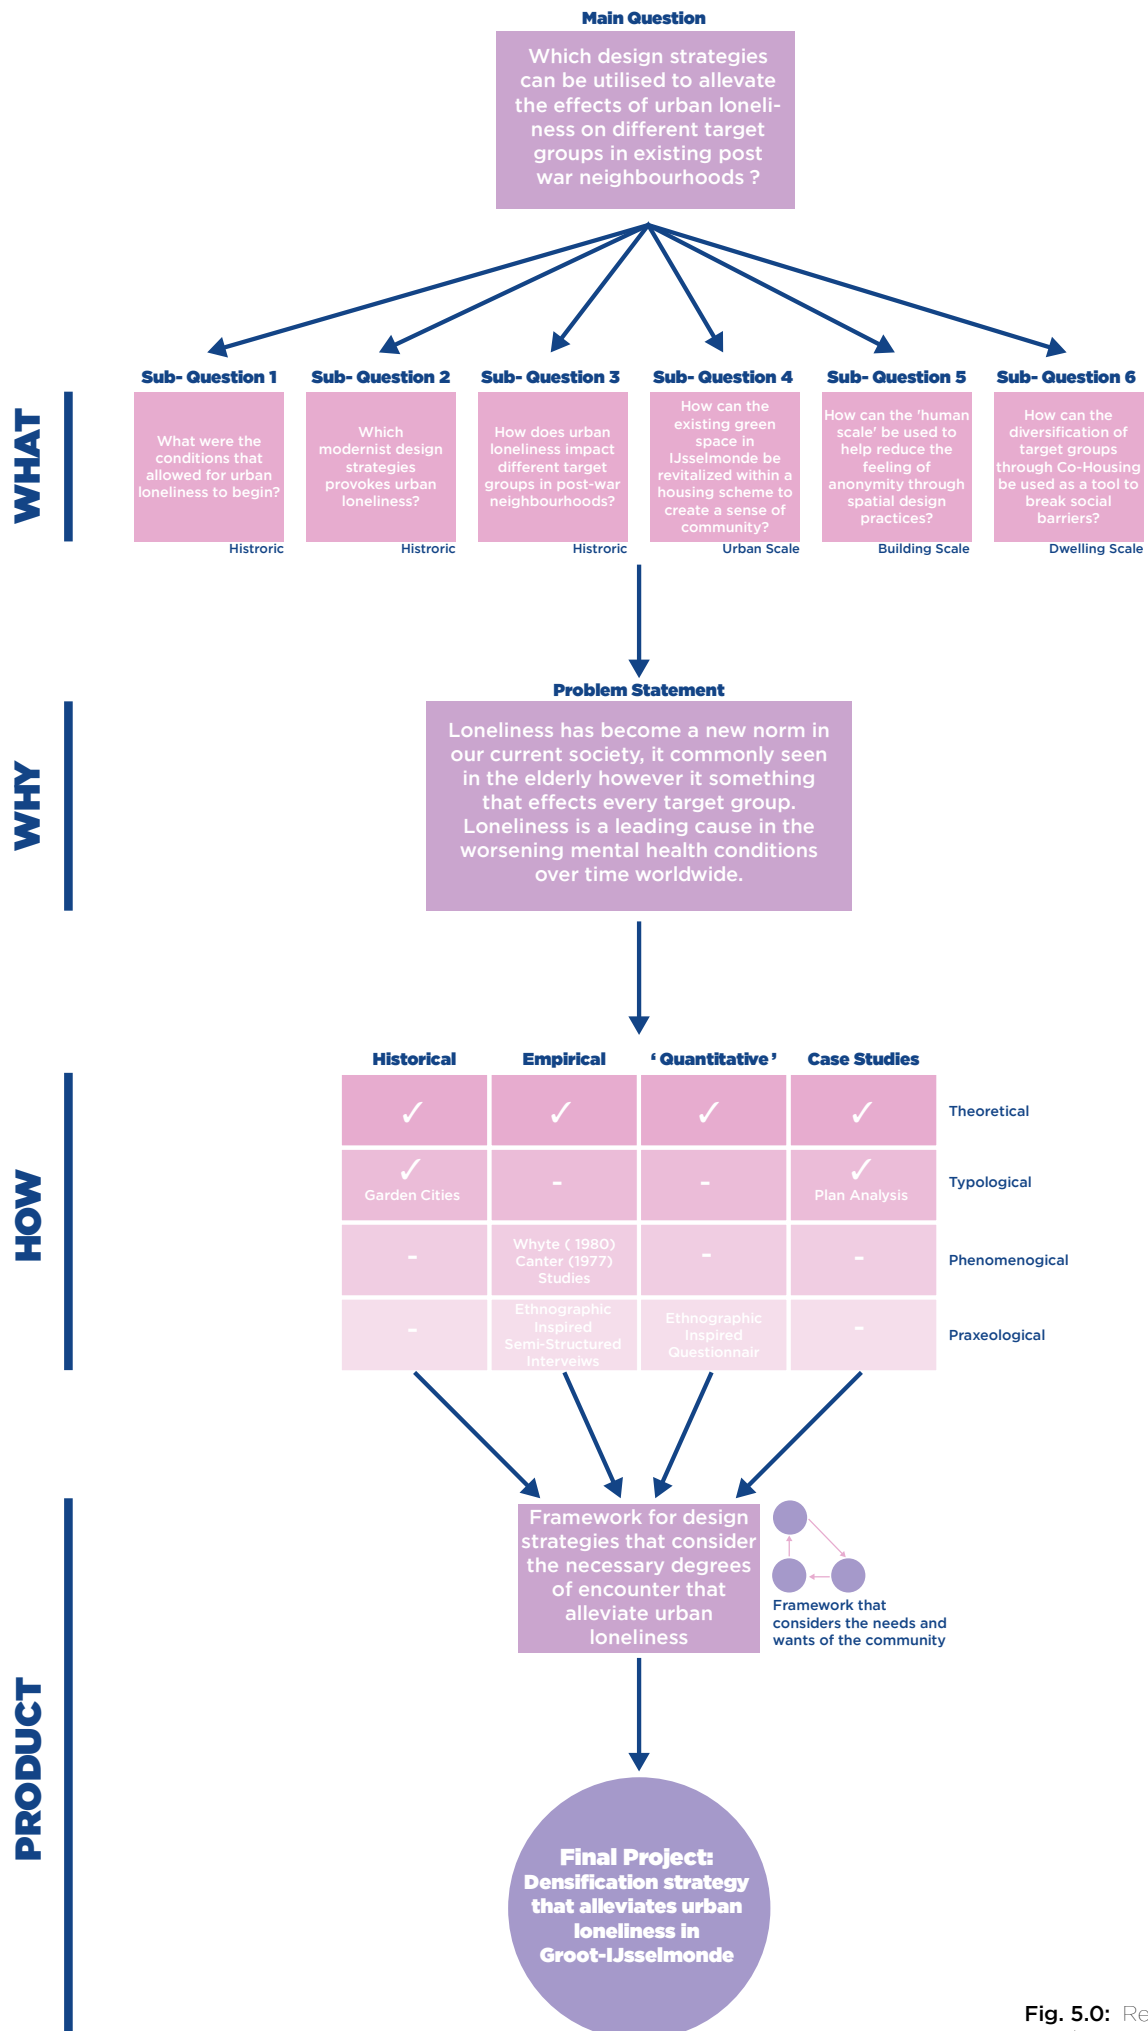 Main Question
Which design strategies
can be utilised to allevate
the effects of urban loneli-
ness on different target
groups in existing post
war neighbourhoods ?
WHAT
Sub- Question 1
What were the
conditions that
allowed for urban
loneliness to begin?
Histroric
Sub- Question 2
Which
modernist design
strategies
provokes urban
loneliness?
Histroric
Sub- Question 3
How does urban
loneliness impact
different target
groups in post-war
neighbourhoods?
Histroric
Sub- Question 4
How can the
existing green
space in
IJsselmonde be
revitalized within a
housing scheme to
create a sense of
community?
Urban Scale
Sub- Question 5
How can the 'human
scale' be used to
help reduce the
feeling of
anonymity through
spatial design
practices?
Building Scale
Sub- Question 6
How can the
diversification of
target groups
through Co-Housing
be used as a tool to
break social
barriers?
Dwelling Scale
WHY
Problem Statement
Loneliness has become a new norm in
our current society, it commonly seen
in the elderly however it something
that effects every target group.
Loneliness is a leading cause in the
worsening mental health conditions
over time worldwide.
HOW
Historical Empirical ‘ Quantitative ’ Case Studies
✓ ✓ ✓ ✓ Theoretical
✓ - - ✓ Typological
Garden Cities
Plan Analysis
- Whyte ( 1980)
Canter (1977)
Studies
- - Phenomenogical
- Ethnographic
Inspired
Semi-Structured
Interveiws
Ethnographic
Inspired
Questionnair
- Praxeological
PRODUCT
Framework for design
strategies that consider
the necessary degrees
of encounter that
alleviate urban
loneliness
Framework that
considers the needs and
wants of the community
Final Project:
Densification strategy
that alleviates urban
loneliness in
Groot-IJsselmonde
Fig. 5.0: